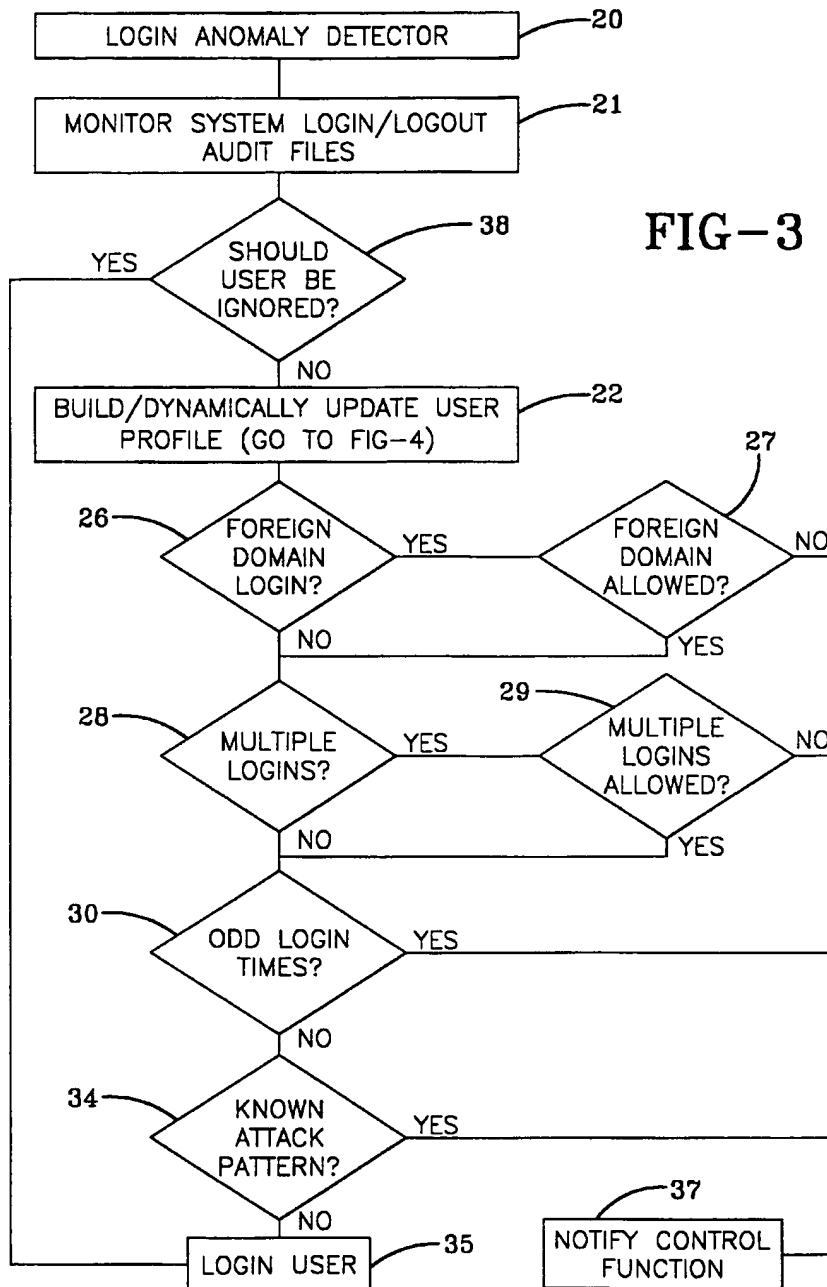 LOGIN ANOMALY DETECTOR
20
MONITOR SYSTEM LOGIN/LOGOUT
AUDIT FILES
21
FIG-3
38
SHOULD
USER BE
IGNORED?
YES
NO
BUILD/DYNAMICALLY UPDATE USER
PROFILE (GO TO FIG-4)
22
26
FOREIGN
DOMAIN
LOGIN?
YES
NO
27
FOREIGN
DOMAIN
ALLOWED?
NO
YES
28
MULTIPLE
LOGINS?
YES
NO
29
MULTIPLE
LOGINS
ALLOWED?
NO
YES
30
ODD LOGIN
TIMES?
YES
NO
34
KNOWN
ATTACK
PATTERN?
YES
NO
LOGIN USER
35
37
NOTIFY CONTROL
FUNCTION